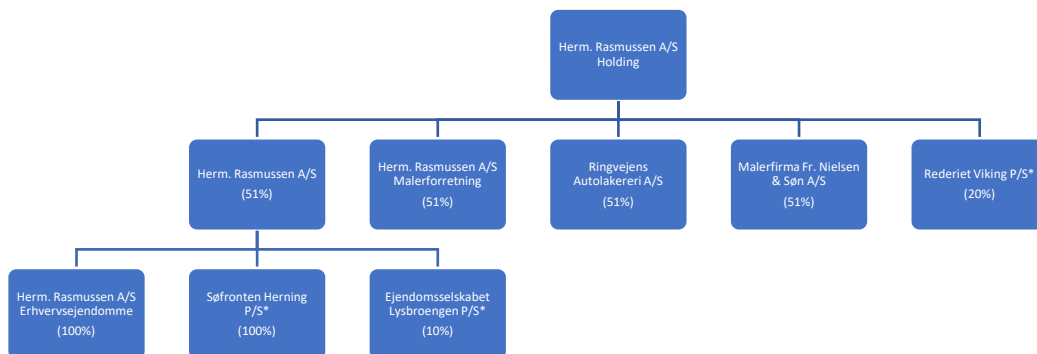 Herm. Rasmussen A/S
Holding
Herm. Rasmussen A/S
(51%)
Herm. Rasmussen A/S
Malerforretning
(51%)
Ringvejens
Autolakereri A/S
(51%)
Malerfirma Fr. Nielsen
& Søn A/S
(51%)
Rederiet Viking P/S*
(20%)
Herm. Rasmussen A/S
Erhvervsejendomme
(100%)
Søfronten Herning
P/S*
(100%)
Ejendomsselskabet
Lysbroengen P/S*
(10%)